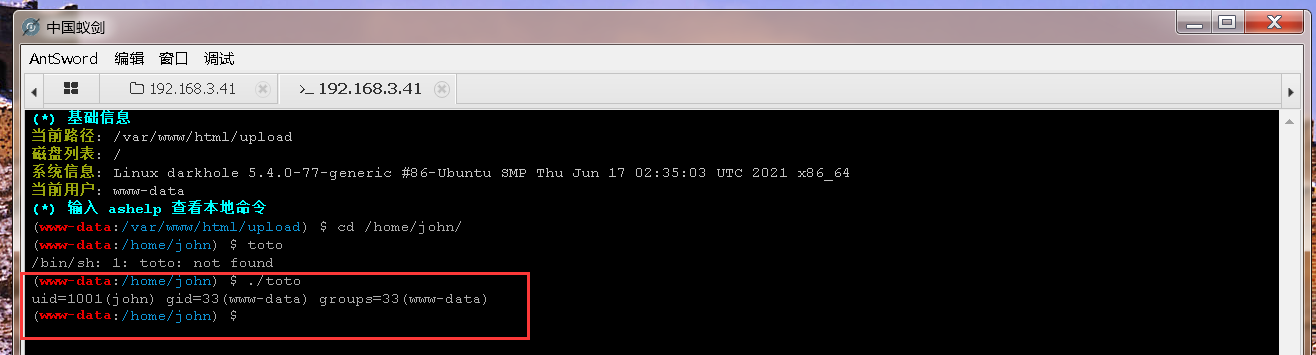 中国蚁剑
AntSword 编辑 窗口 调试
192.168.3.41 >_ 192.168.3.41
(*) 基础信息
当前路径: /var/www/html/upload
磁盘列表: /
系统信息: Linux darkhole 5.4.0-77-generic #86-Ubuntu SMP Thu Jun 17 02:35:03 UTC 2021 x86_64
当前用户: www-data
(*) 输入 ashelp 查看本地命令
(www-data:/var/www/html/upload) $ cd /home/john/
(www-data:/home/john) $ toto
/bin/sh: 1: toto: not found
(www-data:/home/john) $ ./toto
uid=1001(john) gid=33(www-data) groups=33(www-data)
(www-data:/home/john) $